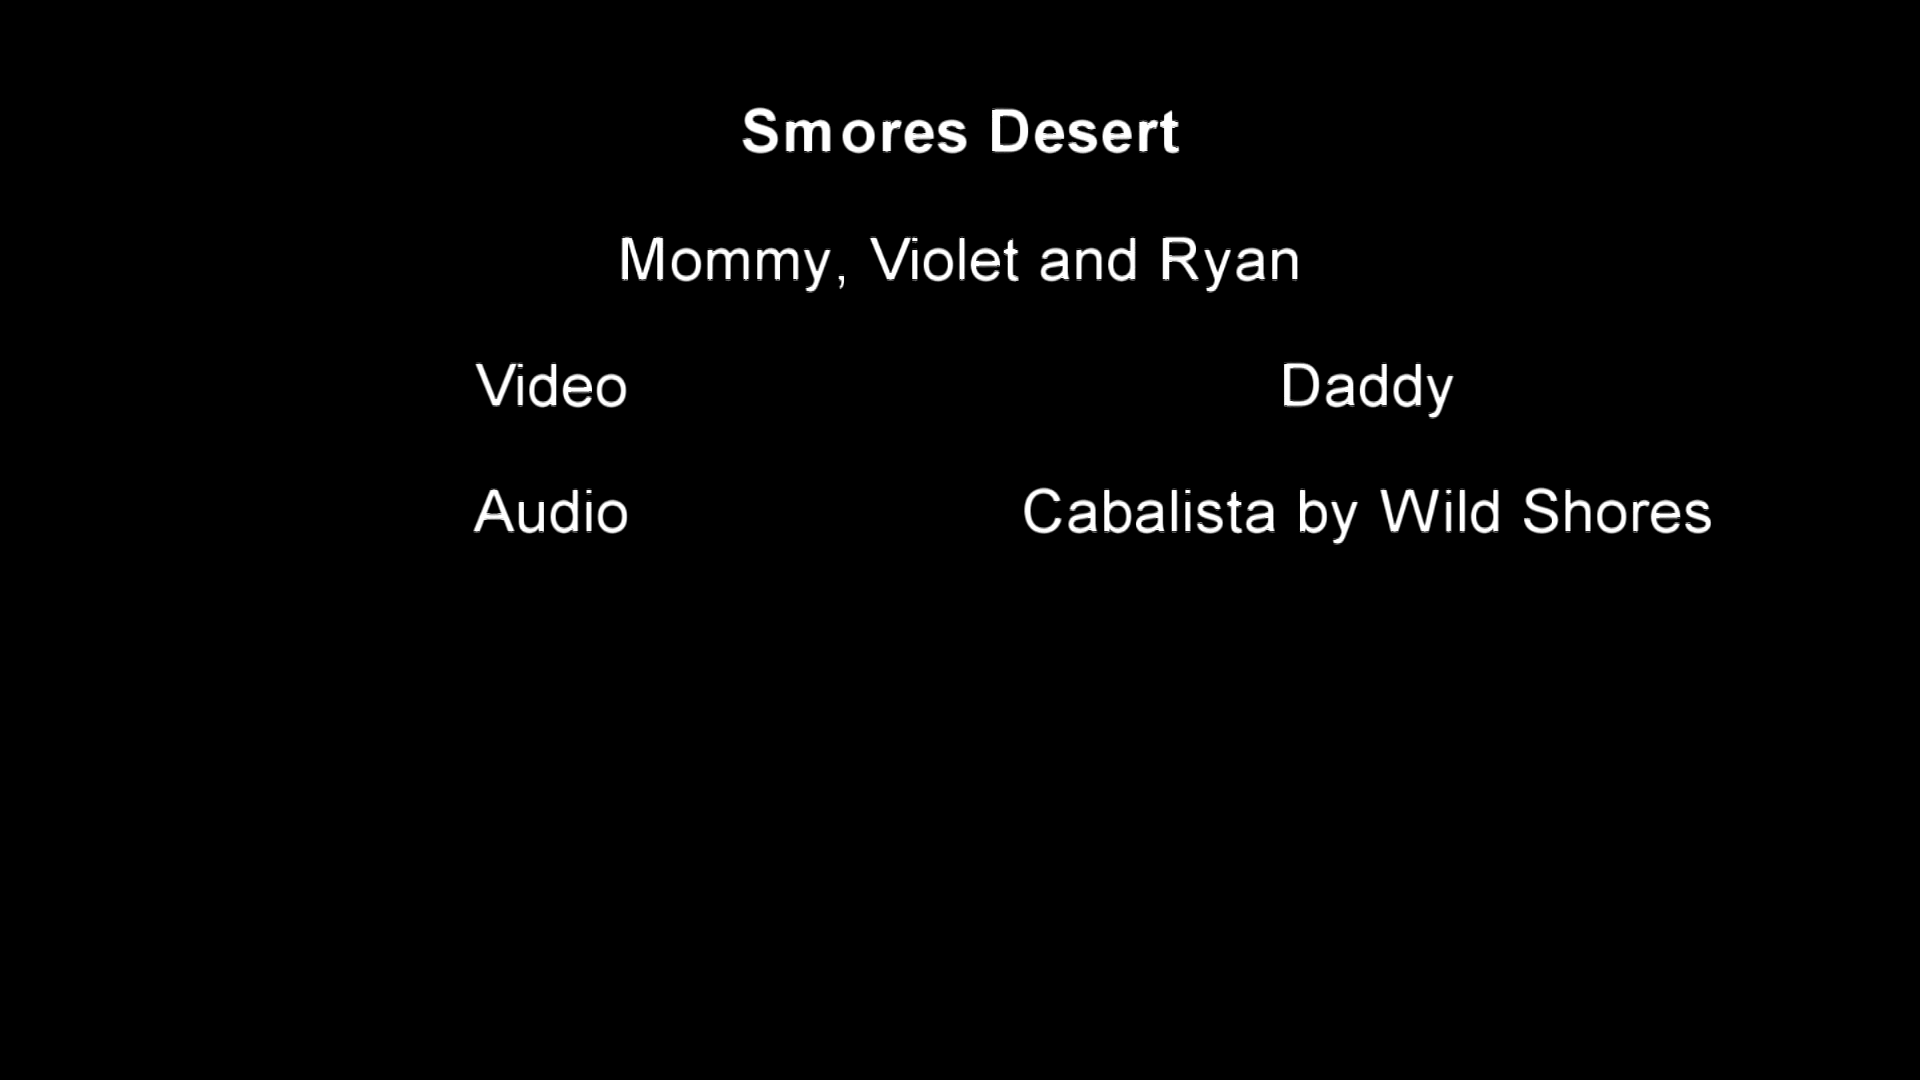 Smores Desert
Mommy, Violet and Ryan
Video Daddy
Audio Cabalista by Wild Shores